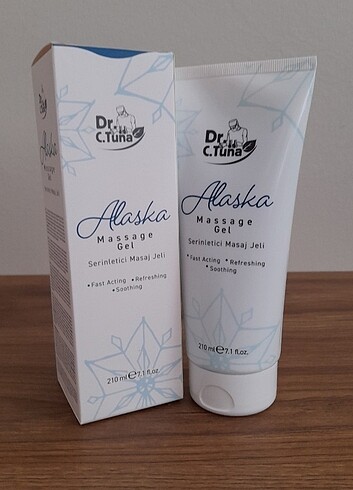 Dr.
C.Tuna
Alaska
Massage
Gel
Serinletici Masaj Jeli
•Fast Acting •Refreshing
•Soothing
210 ml e 7.1 fl.oz.
Dr.
C.Tuna
Alaska
Massage
Gel
Serinletici Masaj Jeli
•Fast Acting •Refreshing
•Soothing
210 ml e 7.1 fl.oz.